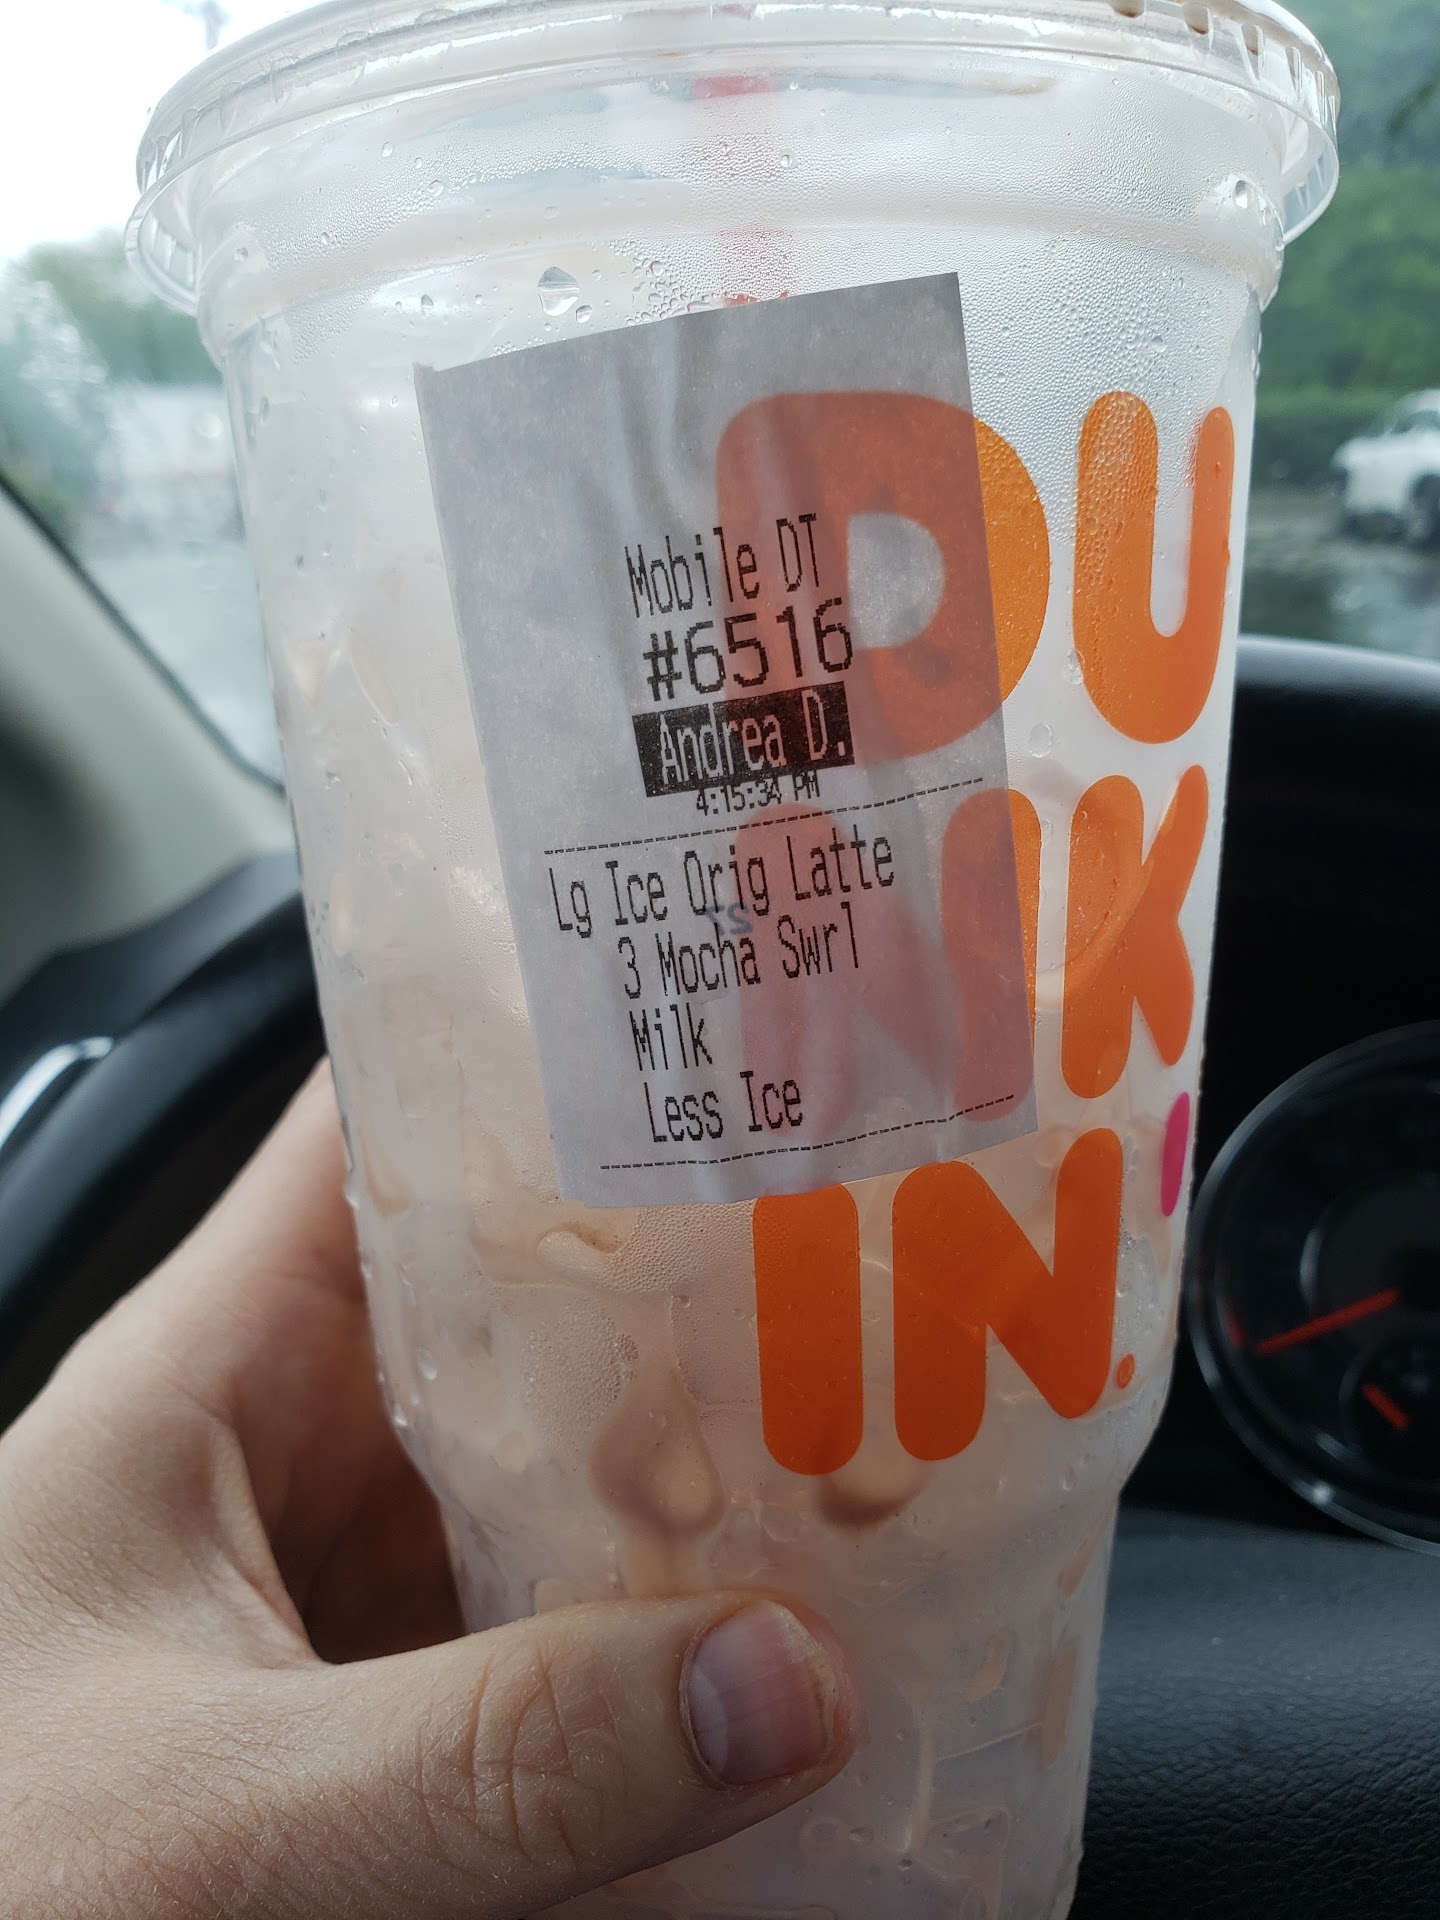 Mobile DT
#6516
Andrea D.
4:15:34 PM
Lg Ice Orig Latte
3 Mocha Swrl
Milk
Less Ice
DU
NK
IN.